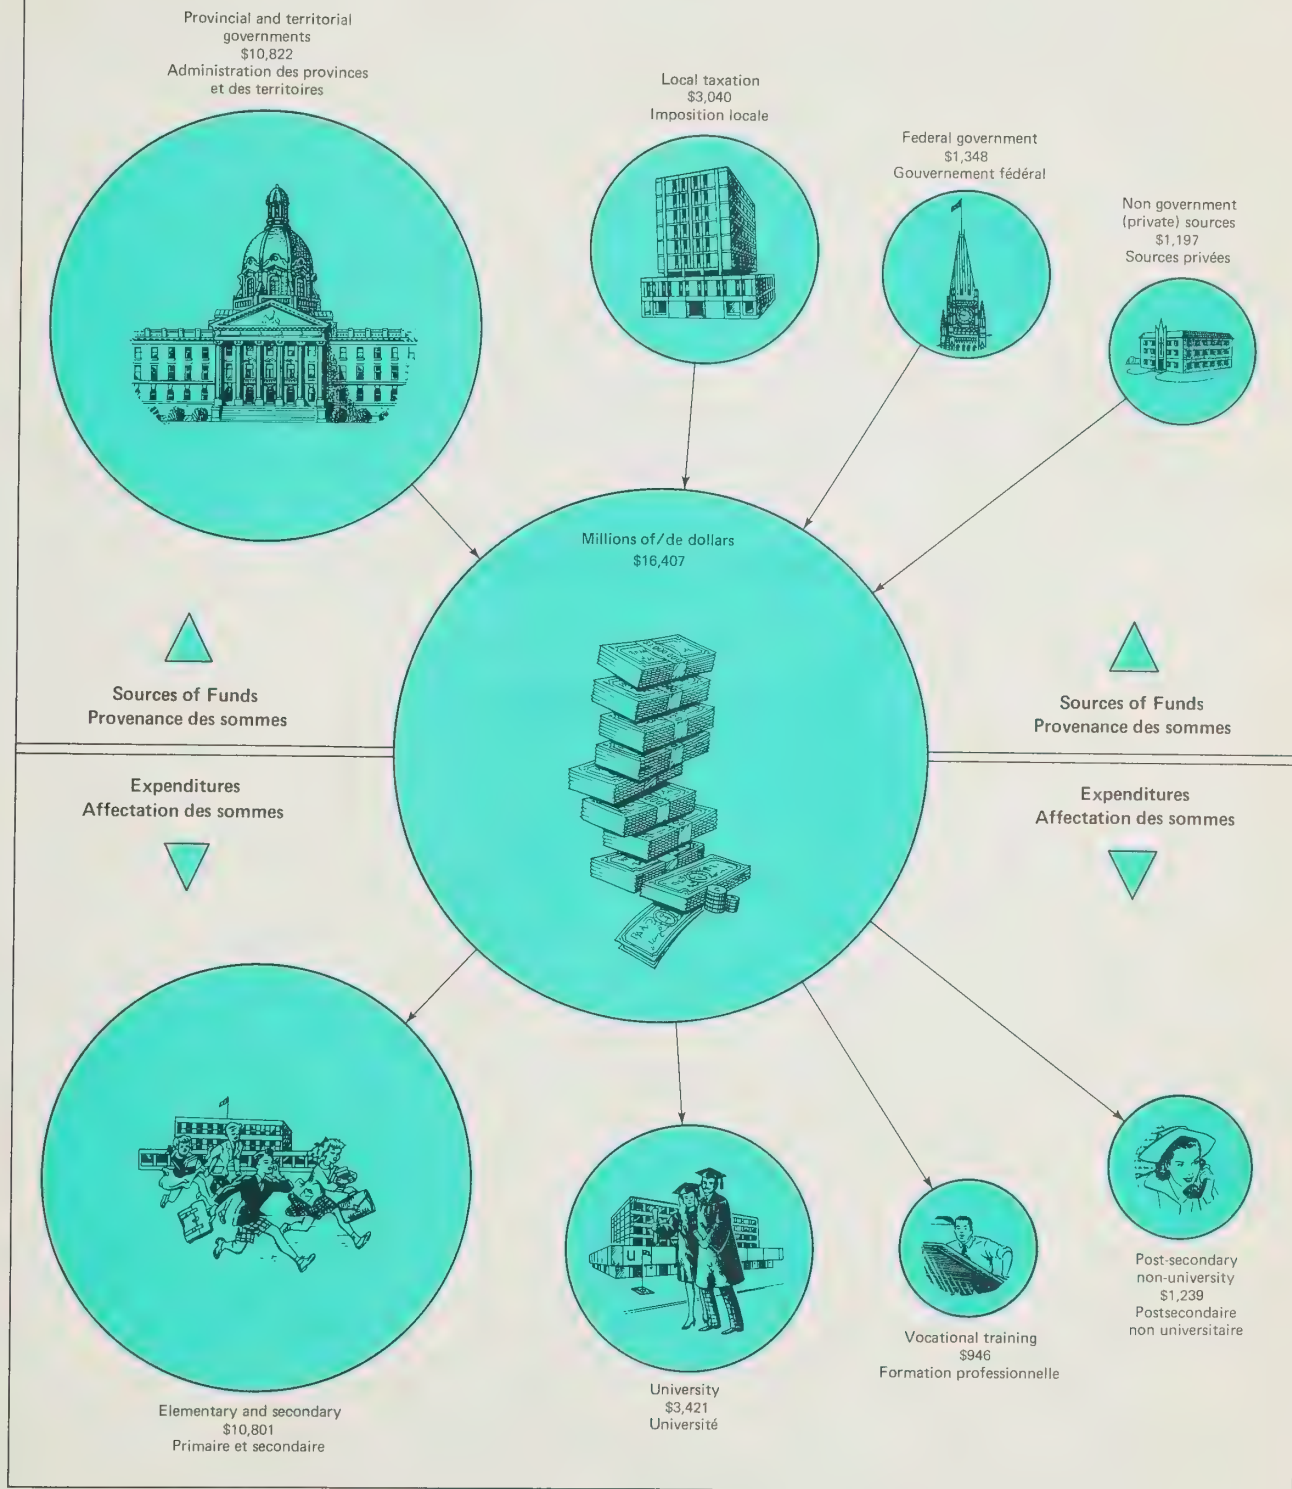 Provincial and territorial
governments
$10,822
Administration des provinces
et des territoires
Local taxation
$3,040
Imposition locale
Federal government
$1,348
Gouvernement fédéral
Non government
(private) sources
$1,197
Sources privées
Millions of/de dollars
$16,407
Sources of Funds
Provenance des sommes
Sources of Funds
Provenance des sommes
Expenditures
Affectation des sommes
Expenditures
Affectation des sommes
Elementary and secondary
$10,801
Primaire et secondaire
U
University
$3,421
Université
Vocational training
$946
Formation professionnelle
Post-secondary
non-university
$1,239
Postsecondaire
non universitaire